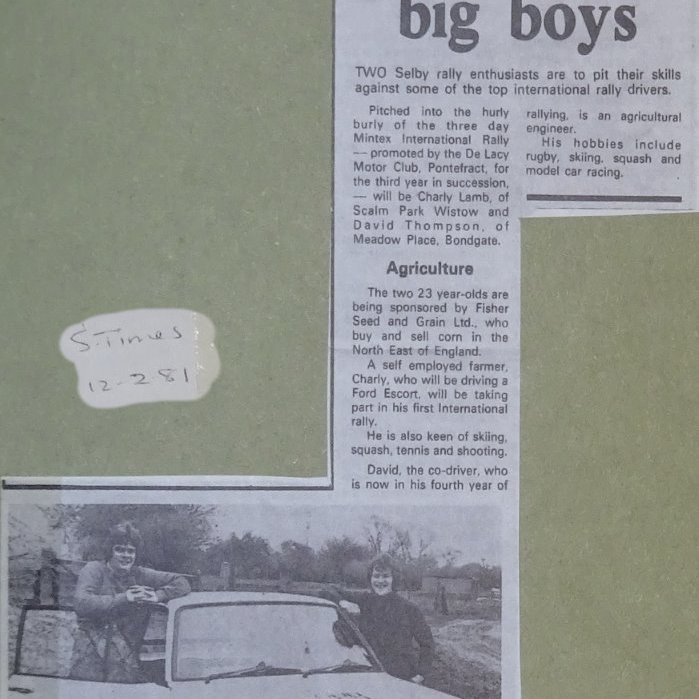 big boys
TWO Selby rally enthusiasts are to pit their skills
against some of the top international rally drivers.
Pitched into the hurly
burly of the three day
Mintex International Rally
— promoted by the De Lacy
Motor Club, Pontefract, for
the third year in succession,
— will be Charly Lamb, of
Scalm Park Wistow and
David Thompson, of
Meadow Place, Bondgate.
Agriculture
The two 23 year-olds are
being sponsored by Fisher
Seed and Grain Ltd., who
buy and sell corn in the
North East of England.
A self employed farmer,
Charly, who will be driving a
Ford Escort, will be taking
part in his first International
rally.
He is also keen of skiing,
squash, tennis and shooting.
David, the co-driver, who
is now in his fourth year of
rallying, is an agricultural
engineer.
His hobbies include
rugby, skiing, squash and
model car racing.
S. Times
12-2 81